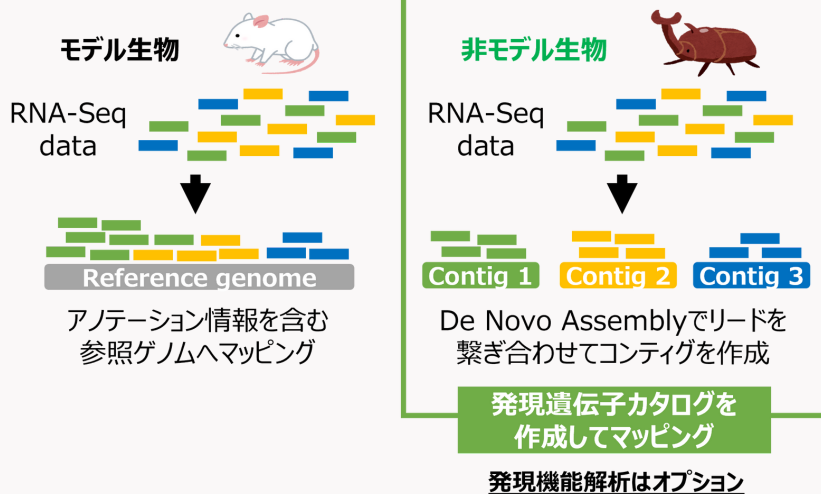 モデル生物
RNA-Seq
data
Reference genome
アノテーション情報を含む
参照ゲノムへマッピング
非モデル生物
RNA-Seq
data
Contig 1
Contig 2
Contig 3
De Novo Assemblyでリードを
繋ぎ合わせてコンティグを作成
発現遺伝子カタログを
作成してマッピング
発現機能解析はオプション